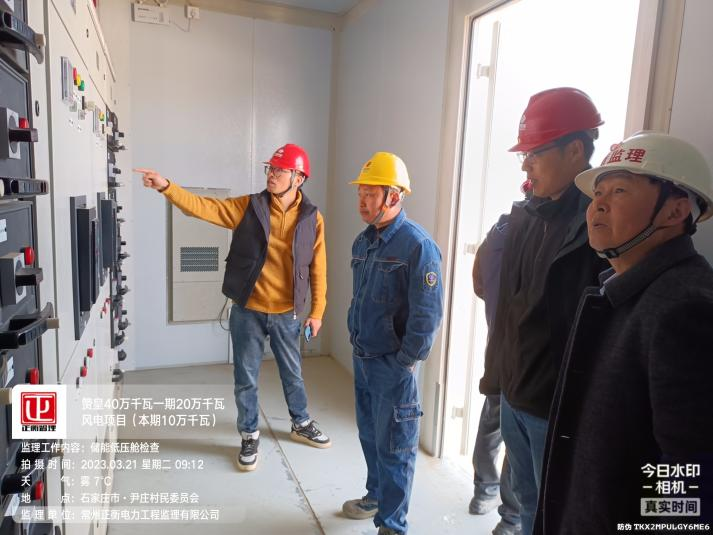 监理
正衡监理
赞皇40万千瓦一期20万千瓦
风电项目（本期10万千瓦）
监理工作内容：储能低压舱检查
拍摄时间：2023.03.21 星期二 09:12
天气：雾 7℃
地点：石家庄市·尹庄村民委员会
监理单位：常州正衡电力工程监理有限公司
今日水印
-相机-
真实时间
防伪 TKX2MPULGY6ME6